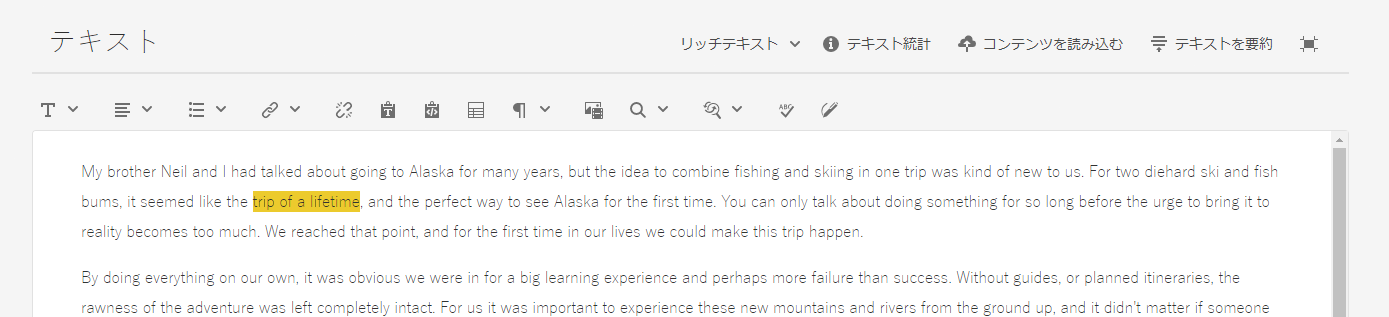 テキスト
リッチテキスト テキスト統計 コンテンツを読み込む テキストを要約
ABC
My brother Neil and I had talked about going to Alaska for many years, but the idea to combine fishing and skiing in one trip was kind of new to us. For two diehard ski and fish
bums, it seemed like the trip of a lifetime, and the perfect way to see Alaska for the first time. You can only talk about doing something for so long before the urge to bring it to
reality becomes too much. We reached that point, and for the first time in our lives we could make this trip happen.
By doing everything on our own, it was obvious we were in for a big learning experience and perhaps more failure than success. Without guides, or planned itineraries, the
rawness of the adventure was left completely intact. For us it was important to experience these new mountains and rivers from the ground up, and it didn't matter if someone